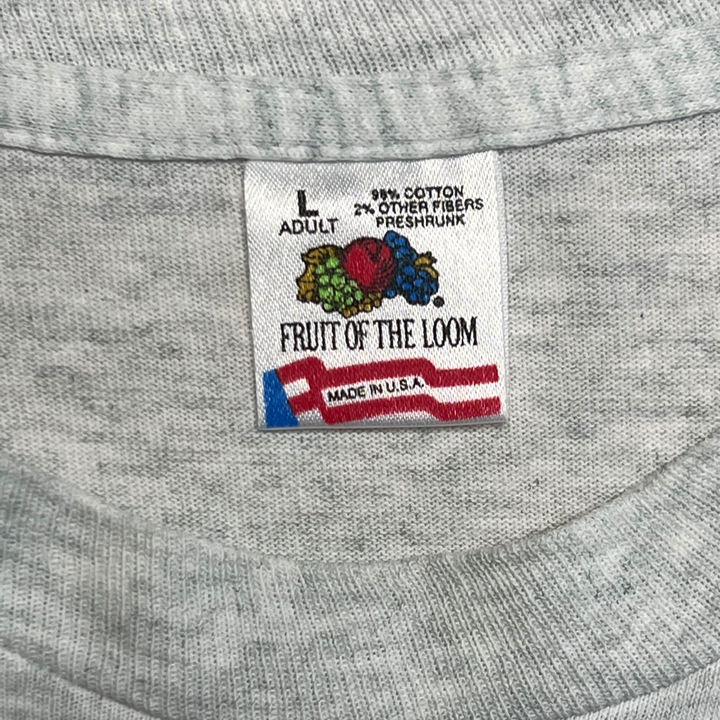 L
ADULT
98% COTTON
2% OTHER FIBERS
PRESHRUNK
®
FRUIT OF THE LOOM
MADE IN U.S.A.